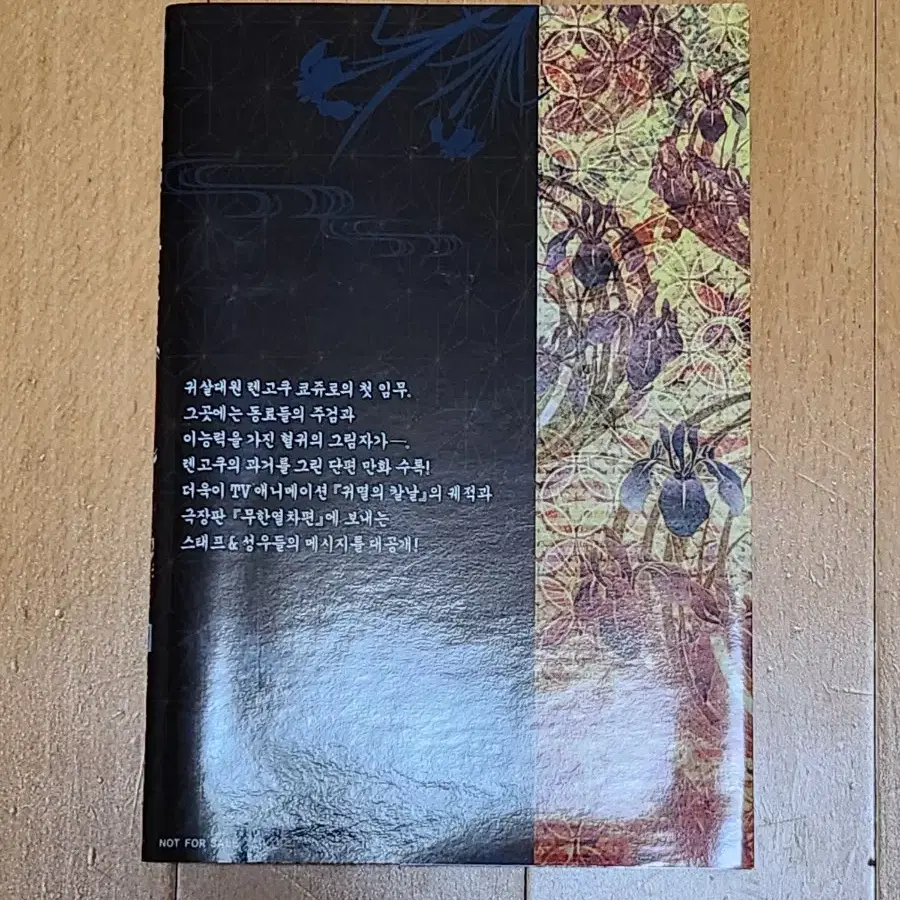 귀살대원 렌고쿠 쿄쥬로의 첫 임무.
그곳에는 동료들의 주검과
이능력을 가진 혈귀의 그림자가―.
렌고쿠의 과거를 그린 단편 만화 수록!
더욱이 TV 애니메이션 『귀멸의 칼날』의 궤적과
극장판 『무한열차편』에 보내는
스태프&성우들의 메시지를 대공개!
NOT FOR SALE